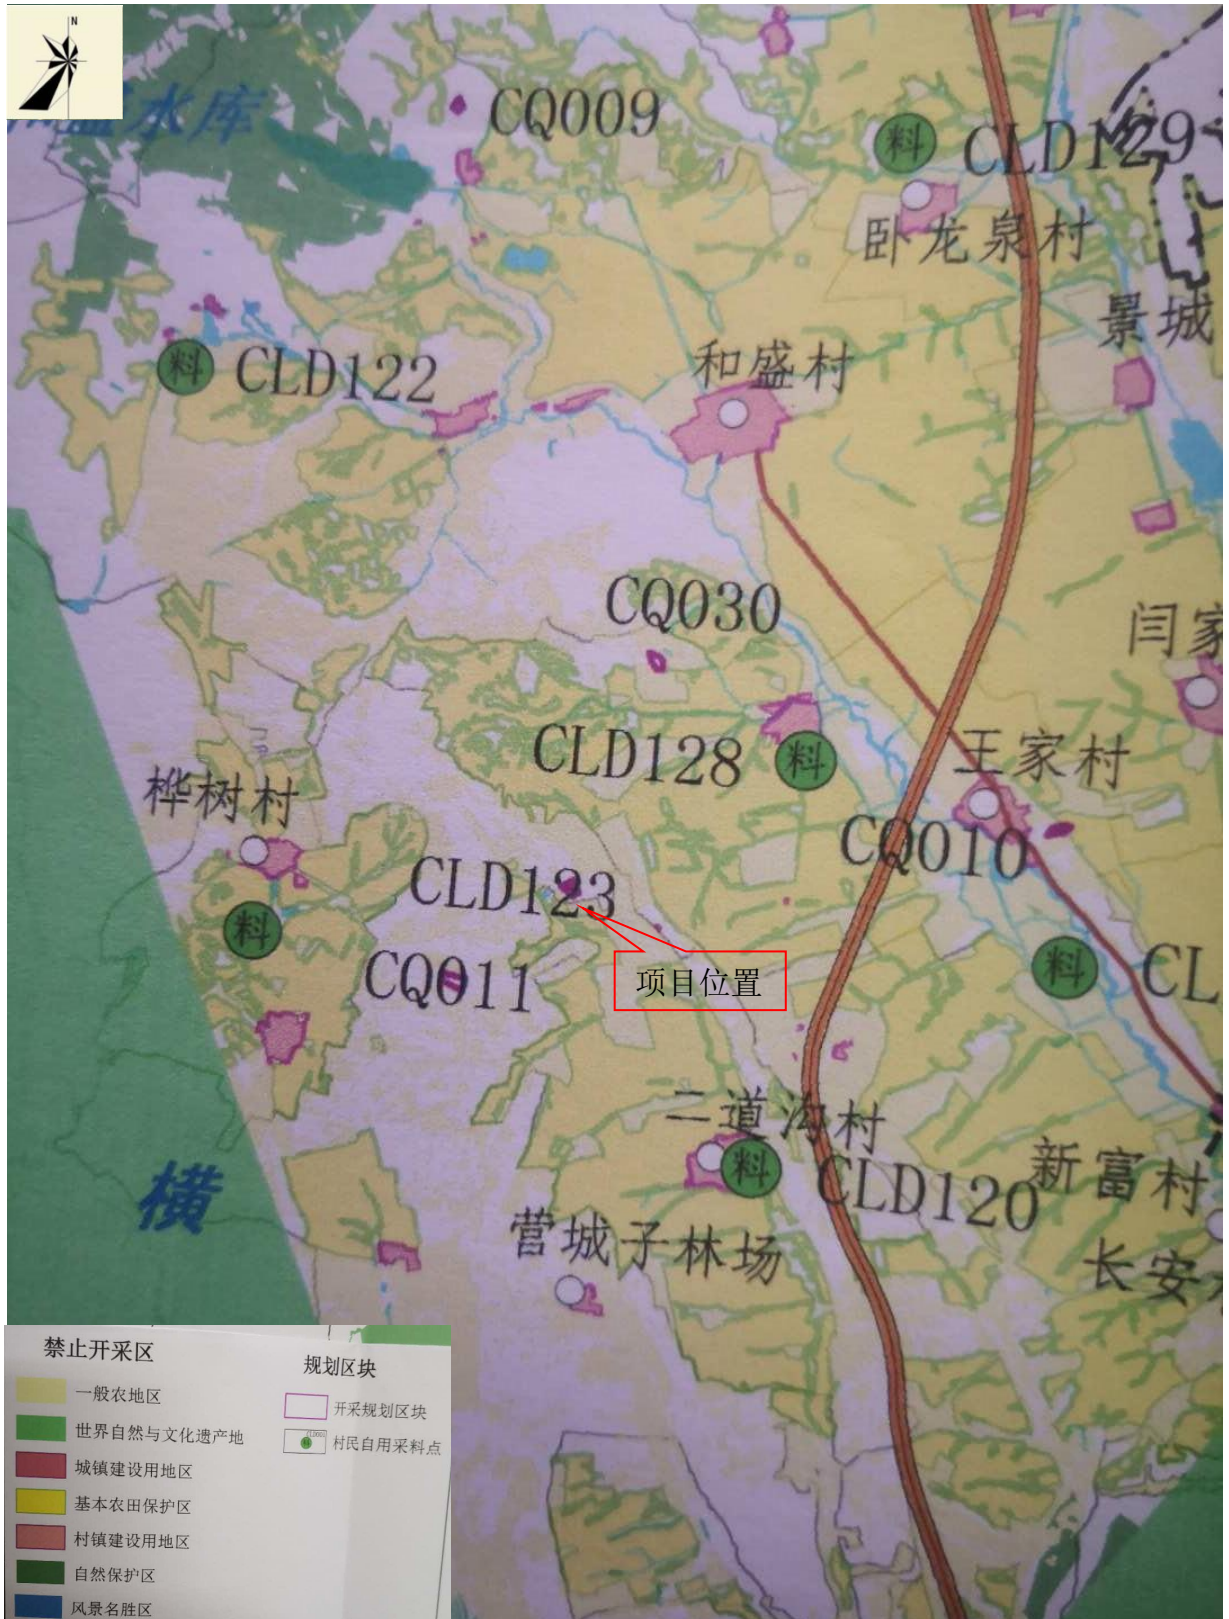 N
水库
CQ009
料
CLD129
卧龙泉村
景城
料
CLD122
和盛村
CQ030
闫家
CLD128
料
王家村
桦树村
CQ010
CLD123
料
CQ011
项目位置
料
CL
二道沟村
料
CLD120
新富村
横
营城子林场
长安
禁止开采区
一般农地区
世界自然与文化遗产地
城镇建设用地区
基本农田保护区
村镇建设用地区
自然保护区
风景名胜区
规划区块
开采规划区块
料
村民自用采料点